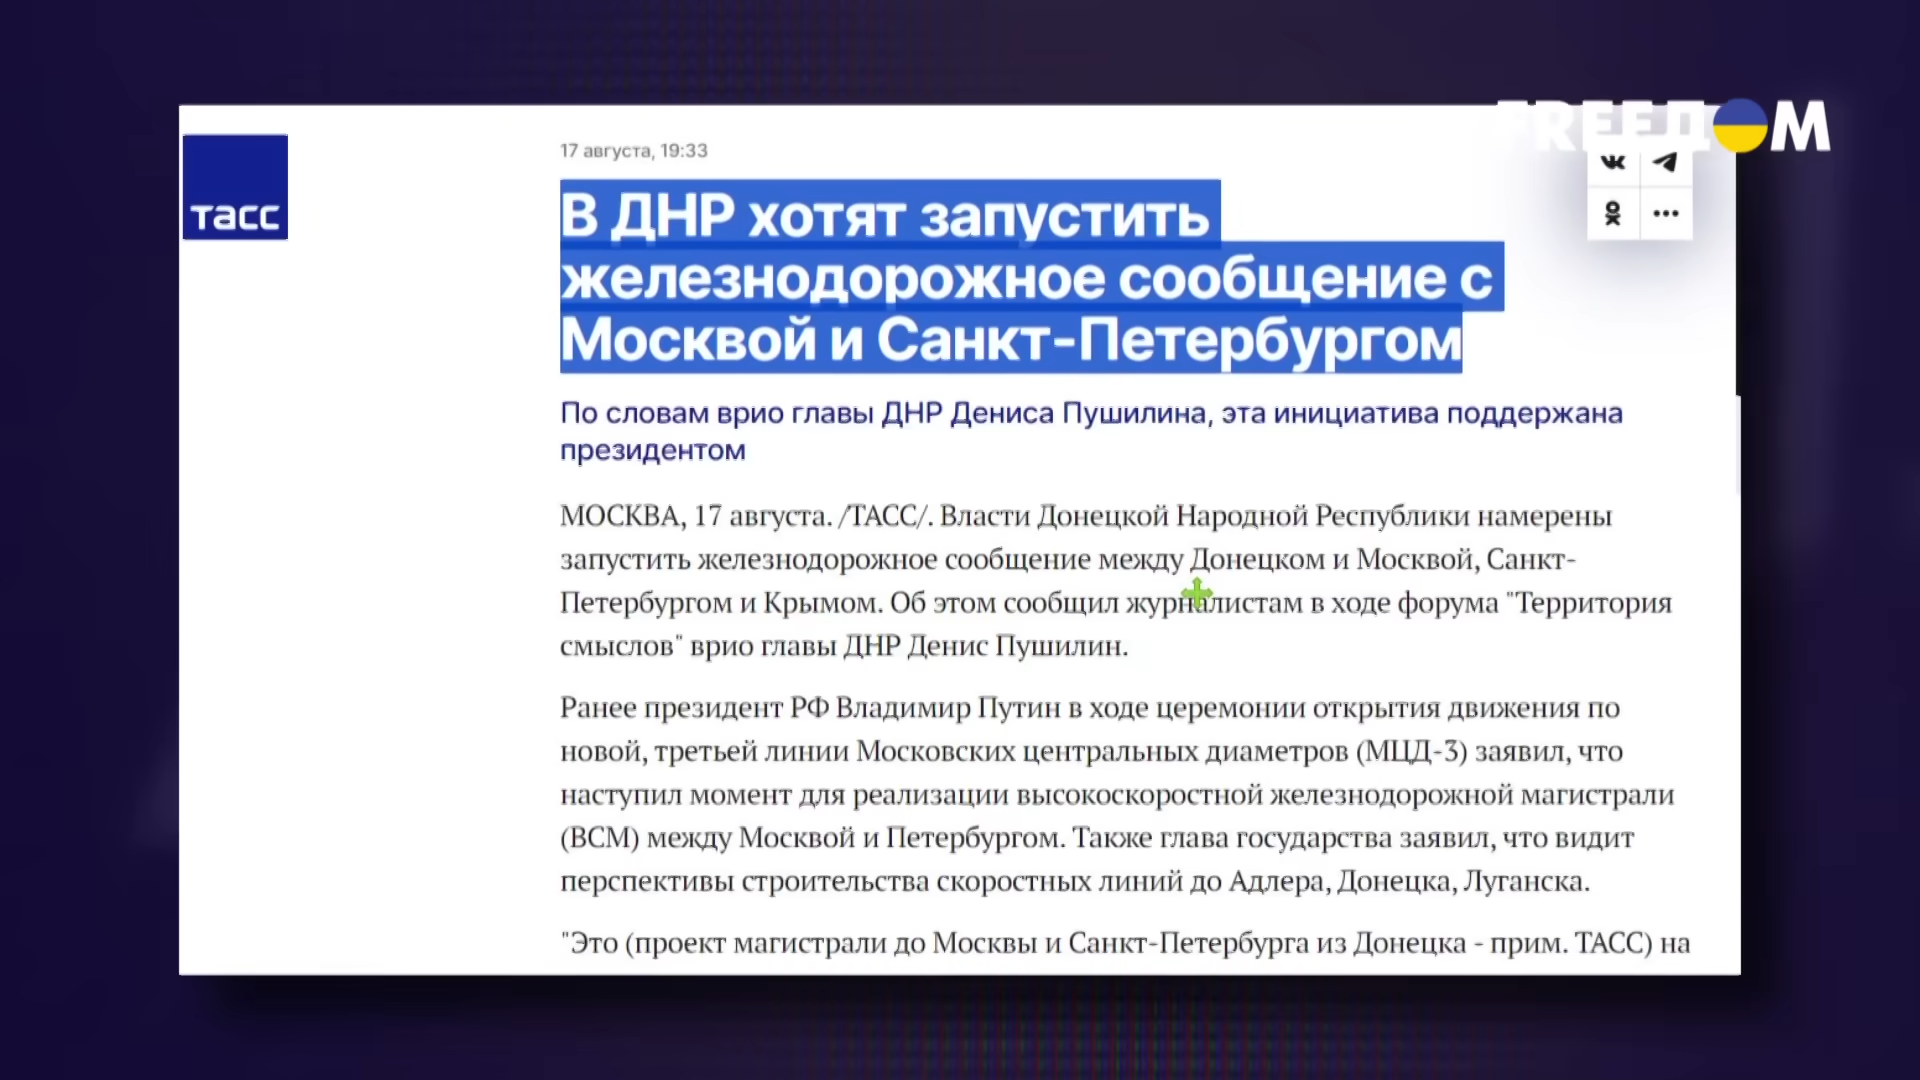 FREEДОМ
тасс
17 августа, 19:33
В ДНР хотят запустить
железнодорожное сообщение с
Москвой и Санкт-Петербургом
По словам врио главы ДНР Дениса Пушилина, эта инициатива поддержана
президентом
МОСКВА, 17 августа. /ТАСС/. Власти Донецкой Народной Республики намерены
запустить железнодорожное сообщение между Донецком и Москвой, Санкт-
Петербургом и Крымом. Об этом сообщил журналистам в ходе форума "Территория
смыслов" врио главы ДНР Денис Пушилин.
Ранее президент РФ Владимир Путин в ходе церемонии открытия движения по
новой, третьей линии Московских центральных диаметров (МЦД-3) заявил, что
наступил момент для реализации высокоскоростной железнодорожной магистрали
(ВСМ) между Москвой и Петербургом. Также глава государства заявил, что видит
перспективы строительства скоростных линий до Адлера, Донецка, Луганска.
"Это (проект магистрали до Москвы и Санкт-Петербурга из Донецка - прим. ТАСС) на